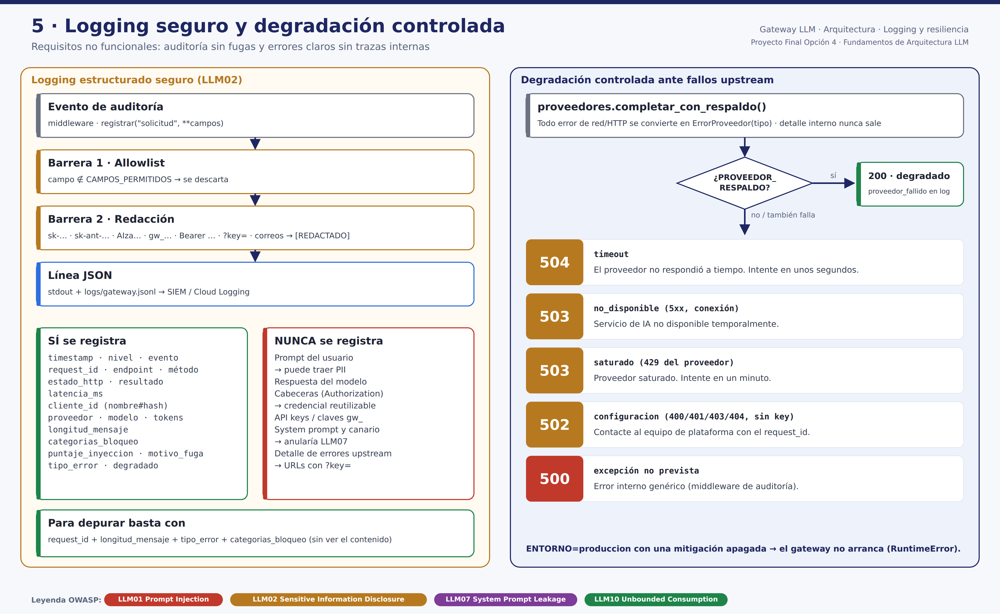 5 · Logging seguro y degradación controlada
Requisitos no funcionales: auditoría sin fugas y errores claros sin trazas internas
Gateway LLM · Arquitectura · Logging y resiliencia
Proyecto Final Opción 4 · Fundamentos de Arquitectura LLM
Logging estructurado seguro (LLM02)
Evento de auditoría
middleware · registrar("solicitud", **campos)
Barrera 1 · Allowlist
campo ∉ CAMPOS_PERMITIDOS → se descarta
Barrera 2 · Redacción
sk-… · sk-ant-… · AIza… · gw_… · Bearer … · ?key= · correos → [REDACTADO]
Línea JSON
stdout + logs/gateway.jsonl → SIEM / Cloud Logging
SÍ se registra
timestamp · nivel · evento
request_id · endpoint · método
estado_http · resultado
latencia_ms
cliente_id (nombre#hash)
proveedor · modelo · tokens
longitud_mensaje
categorias_bloqueo
puntaje_inyeccion · motivo_fuga
tipo_error · degradado
NUNCA se registra
Prompt del usuario
→ puede traer PII
Respuesta del modelo
Cabeceras (Authorization)
→ credencial reutilizable
API keys / claves gw_
System prompt y canario
→ anularía LLM07
Detalle de errores upstream
→ URLs con ?key=
Para depurar basta con
request_id + longitud_mensaje + tipo_error + categorias_bloqueo (sin ver el contenido)
Degradación controlada ante fallos upstream
proveedores.completar_con_respaldo()
Todo error de red/HTTP se convierte en ErrorProveedor(tipo) · detalle interno nunca sale
¿PROVEEDOR_
RESPALDO?
sí
200 · degradado
proveedor_fallido en log
no / también falla
504
timeout
El proveedor no respondió a tiempo. Intente en unos segundos.
503
no_disponible (5xx, conexión)
Servicio de IA no disponible temporalmente.
503
saturado (429 del proveedor)
Proveedor saturado. Intente en un minuto.
502
configuracion (400/401/403/404, sin key)
Contacte al equipo de plataforma con el request_id.
500
excepción no prevista
Error interno genérico (middleware de auditoría).
ENTORNO=produccion con una mitigación apagada → el gateway no arranca (RuntimeError).
Leyenda OWASP:
LLM01 Prompt Injection
LLM02 Sensitive Information Disclosure
LLM07 System Prompt Leakage
LLM10 Unbounded Consumption